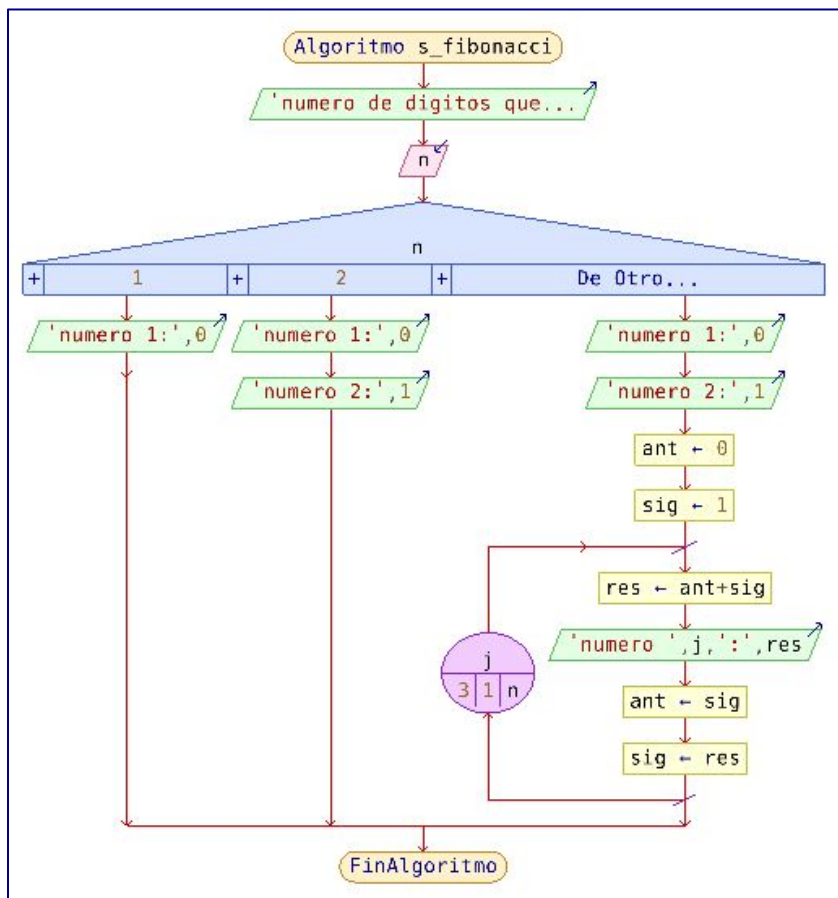 Algoritmo s_fibonacci
'numero de digitos que...
n
n
+ 1 + 2 + De Otro...
'numero 1:',0 'numero 1:',0 'numero 1:',0
'numero 2:',1 'numero 2:',1
ant ← 0
sig ← 1
res ← ant+sig
'numero ',j,':',res
j
3 1 n
ant ← sig
sig ← res
FinAlgoritmo